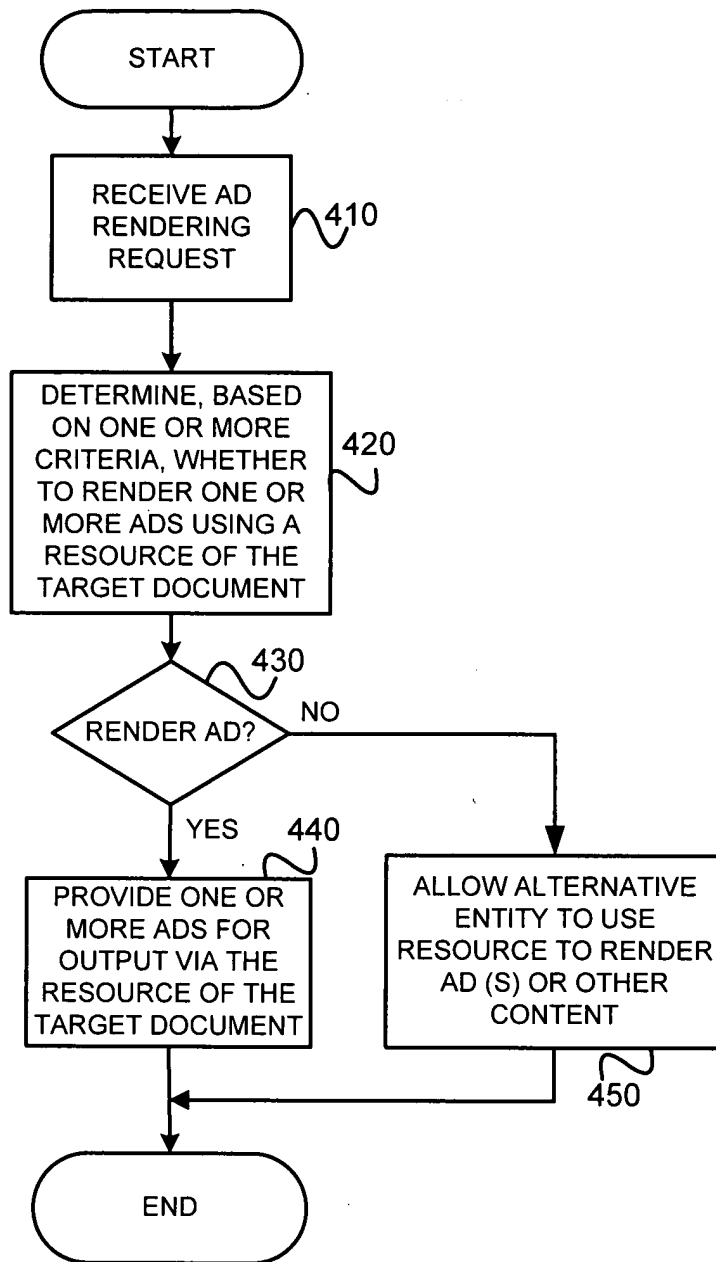 START
RECEIVE AD
RENDERING
REQUEST
410
DETERMINE, BASED
ON ONE OR MORE
CRITERIA, WHETHER
TO RENDER ONE OR
MORE ADS USING A
RESOURCE OF THE
TARGET DOCUMENT
420
430
RENDER AD?
NO
YES
440
PROVIDE ONE OR
MORE ADS FOR
OUTPUT VIA THE
RESOURCE OF THE
TARGET DOCUMENT
ALLOW ALTERNATIVE
ENTITY TO USE
RESOURCE TO RENDER
AD (S) OR OTHER
CONTENT
450
END